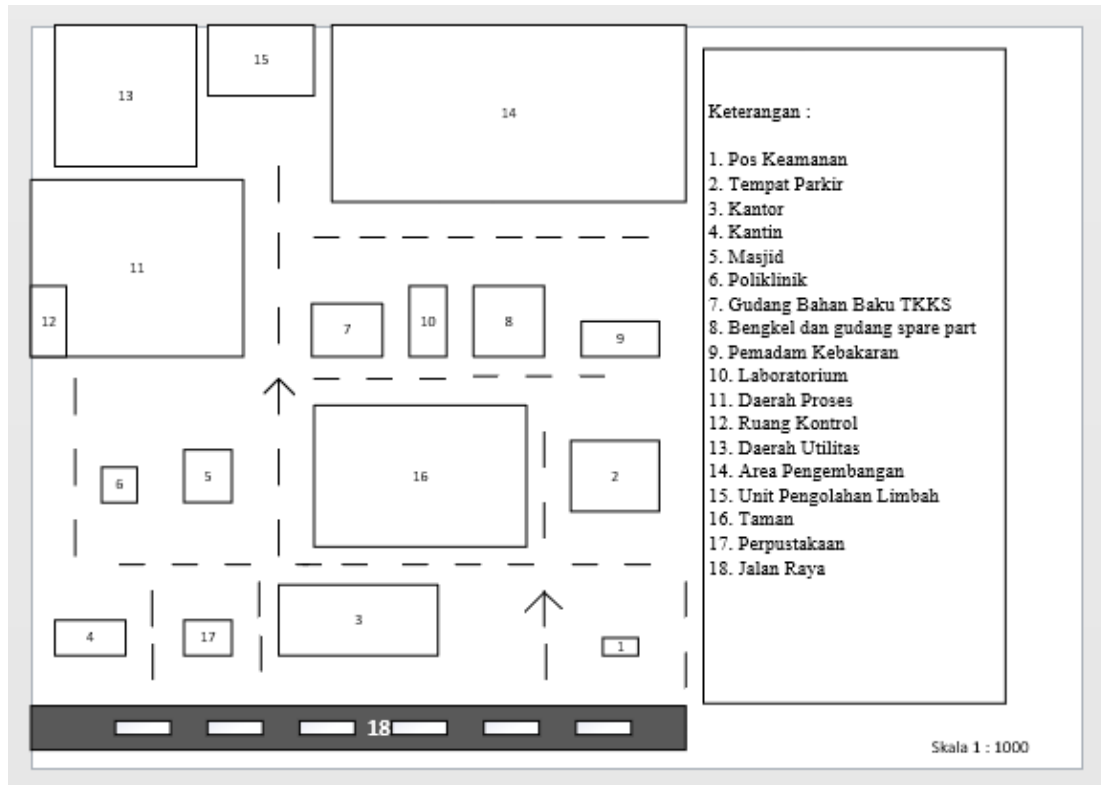 15
13
14
Keterangan :
1. Pos Keamanan
2. Tempat Parkir
3. Kantor
4. Kantin
5. Masjid
6. Poliklinik
7. Gudang Bahan Baku TKKS
8. Bengkel dan gudang spare part
9. Pemadam Kebakaran
10. Laboratorium
11. Daerah Proses
12. Ruang Kontrol
13. Daerah Utilitas
14. Area Pengembangan
15. Unit Pengolahan Limbah
16. Taman
17. Perpustakaan
18. Jalan Raya
11
12
7
10
8
9
6
5
16
2
4
17
3
1
18
Skala 1 : 1000